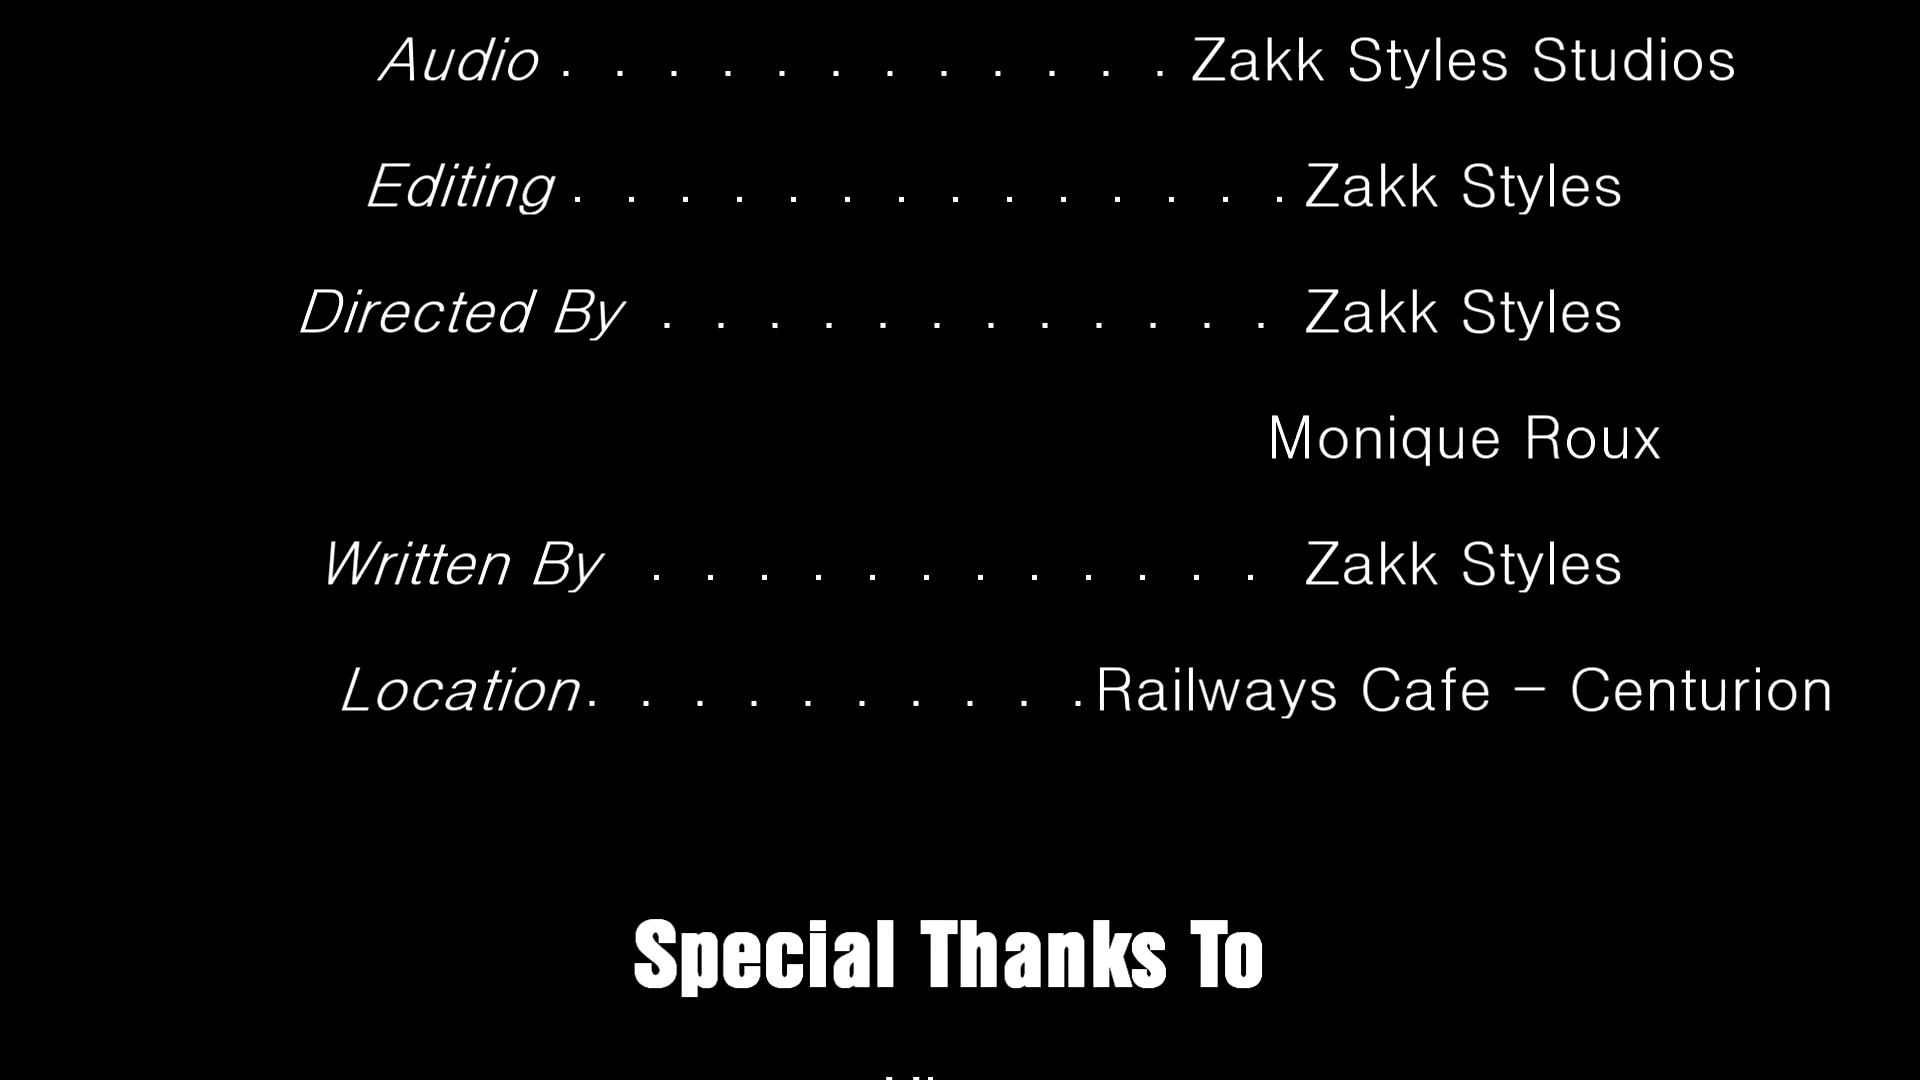 Audio . . . . . . . . . . . . Zakk Styles Studios
Editing . . . . . . . . . . . . . . Zakk Styles
Directed By . . . . . . . . . . . . Zakk Styles
Monique Roux
Written By . . . . . . . . . . . . Zakk Styles
Location . . . . . . . . . . Railways Cafe - Centurion
Special Thanks To